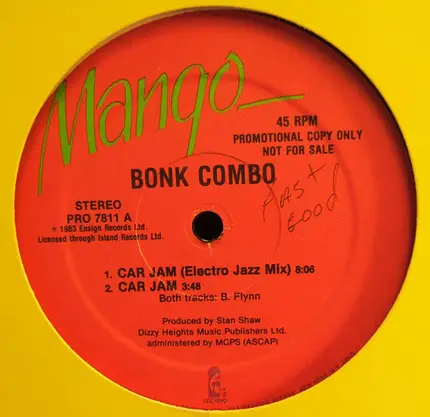 Mango
45 RPM
PROMOTIONAL COPY ONLY
NOT FOR SALE
BONK COMBO
FAST
GOOD
STEREO
PRO 7811 A
℗ 1983 Ensign Records Ltd.
Licensed through Island Records Ltd.
1. CAR JAM (Electro Jazz Mix) 8:06
2. CAR JAM 3:48
Both tracks: B. Flynn
Produced by Stan Shaw
Dizzy Heights Music Publishers Ltd.
administered by MCPS (ASCAP)